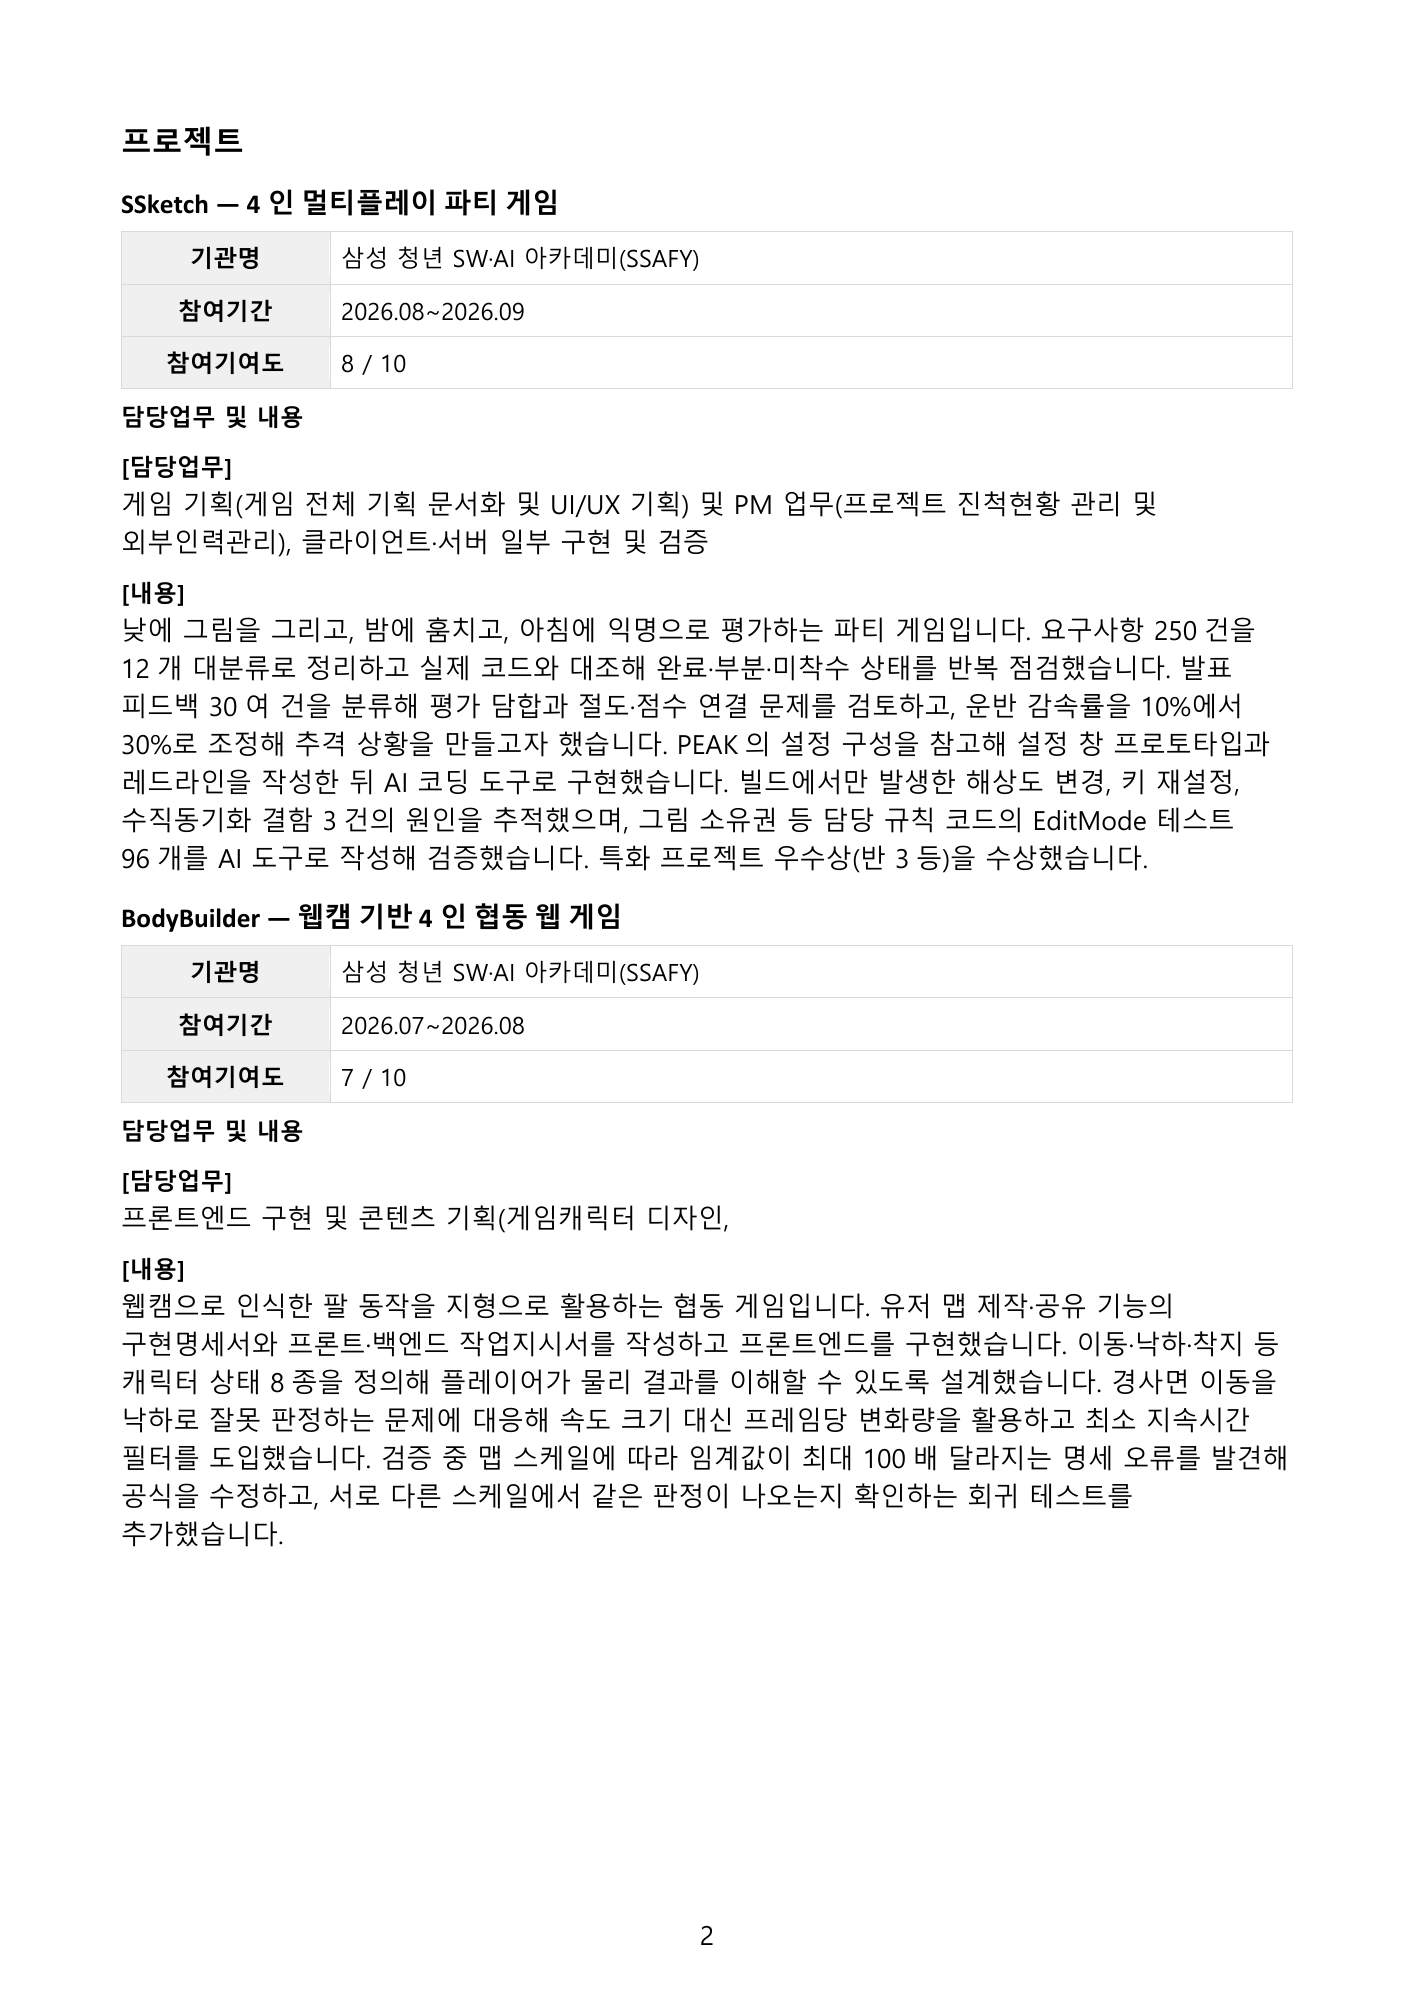 프로젝트
SSketch — 4 인 멀티플레이 파티 게임
기관명 삼성 청년 SW·AI 아카데미(SSAFY)
참여기간 2026.08~2026.09
참여기여도 8 / 10
담당업무 및 내용
[담당업무]
게임 기획(게임 전체 기획 문서화 및 UI/UX 기획) 및 PM 업무(프로젝트 진척현황 관리 및
외부인력관리), 클라이언트·서버 일부 구현 및 검증
[내용]
낮에 그림을 그리고, 밤에 훔치고, 아침에 익명으로 평가하는 파티 게임입니다. 요구사항 250 건을
12 개 대분류로 정리하고 실제 코드와 대조해 완료·부분·미착수 상태를 반복 점검했습니다. 발표
피드백 30 여 건을 분류해 평가 담합과 절도·점수 연결 문제를 검토하고, 운반 감속률을 10%에서
30%로 조정해 추격 상황을 만들고자 했습니다. PEAK 의 설정 구성을 참고해 설정 창 프로토타입과
레드라인을 작성한 뒤 AI 코딩 도구로 구현했습니다. 빌드에서만 발생한 해상도 변경, 키 재설정,
수직동기화 결함 3 건의 원인을 추적했으며, 그림 소유권 등 담당 규칙 코드의 EditMode 테스트
96 개를 AI 도구로 작성해 검증했습니다. 특화 프로젝트 우수상(반 3 등)을 수상했습니다.
BodyBuilder — 웹캠 기반 4 인 협동 웹 게임
기관명 삼성 청년 SW·AI 아카데미(SSAFY)
참여기간 2026.07~2026.08
참여기여도 7 / 10
담당업무 및 내용
[담당업무]
프론트엔드 구현 및 콘텐츠 기획(게임캐릭터 디자인,
[내용]
웹캠으로 인식한 팔 동작을 지형으로 활용하는 협동 게임입니다. 유저 맵 제작·공유 기능의
구현명세서와 프론트·백엔드 작업지시서를 작성하고 프론트엔드를 구현했습니다. 이동·낙하·착지 등
캐릭터 상태 8 종을 정의해 플레이어가 물리 결과를 이해할 수 있도록 설계했습니다. 경사면 이동을
낙하로 잘못 판정하는 문제에 대응해 속도 크기 대신 프레임당 변화량을 활용하고 최소 지속시간
필터를 도입했습니다. 검증 중 맵 스케일에 따라 임계값이 최대 100 배 달라지는 명세 오류를 발견해
공식을 수정하고, 서로 다른 스케일에서 같은 판정이 나오는지 확인하는 회귀 테스트를
추가했습니다.
2